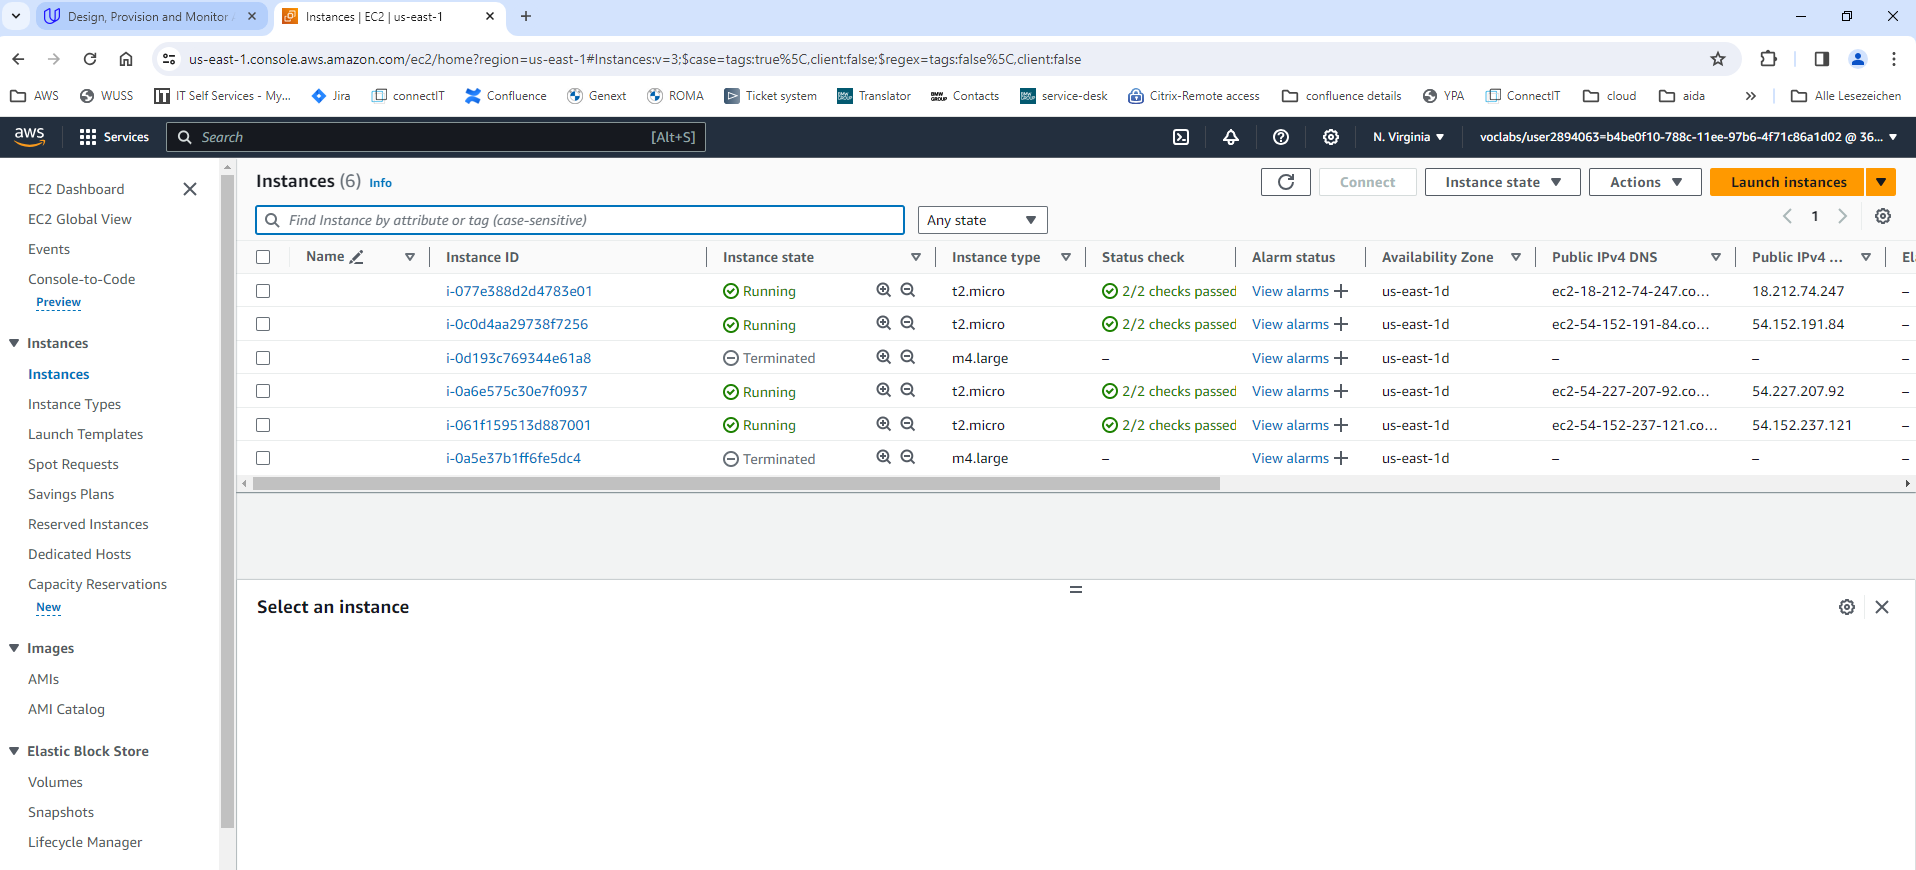 Design, Provision and Monitor
Instances | EC2 | us-east-1
us-east-1.console.aws.amazon.com/ec2/home?region=us-east-1#Instances:v=3;$case=tags:true%5C,client:false;$regex=tags:false%5C,client:false
AWS WUSS IT Self Services - My... Jira connectIT Confluence Genext ROMA Ticket system Translator Contacts service-desk Citrix-Remote access confluence details YPA ConnectIT cloud aida » Alle Lesezeichen
aws Services Search [Alt+S] N. Virginia voclabs/user2894063=b4be0f10-788c-11ee-97b6-4f71c86a1d02 @ 36...
EC2 Dashboard
EC2 Global View
Events
Console-to-Code
Preview
Instances
Instances
Instance Types
Launch Templates
Spot Requests
Savings Plans
Reserved Instances
Dedicated Hosts
Capacity Reservations
New
Images
AMIs
AMI Catalog
Elastic Block Store
Volumes
Snapshots
Lifecycle Manager
Instances (6) Info Connect Instance state Actions Launch instances
Find Instance by attribute or tag (case-sensitive) Any state 1
Name Instance ID Instance state Instance type Status check Alarm status Availability Zone Public IPv4 DNS Public IPv4 ... El
i-077e388d2d4783e01 Running t2.micro 2/2 checks passed View alarms + us-east-1d ec2-18-212-74-247.co... 18.212.74.247 –
i-0c0d4aa29738f7256 Running t2.micro 2/2 checks passed View alarms + us-east-1d ec2-54-152-191-84.co... 54.152.191.84 –
i-0d193c769344e61a8 Terminated m4.large – View alarms + us-east-1d – – –
i-0a6e575c30e7f0937 Running t2.micro 2/2 checks passed View alarms + us-east-1d ec2-54-227-207-92.co... 54.227.207.92 –
i-061f159513d887001 Running t2.micro 2/2 checks passed View alarms + us-east-1d ec2-54-152-237-121.co... 54.152.237.121 –
i-0a5e37b1ff6fe5dc4 Terminated m4.large – View alarms + us-east-1d – – –
Select an instance